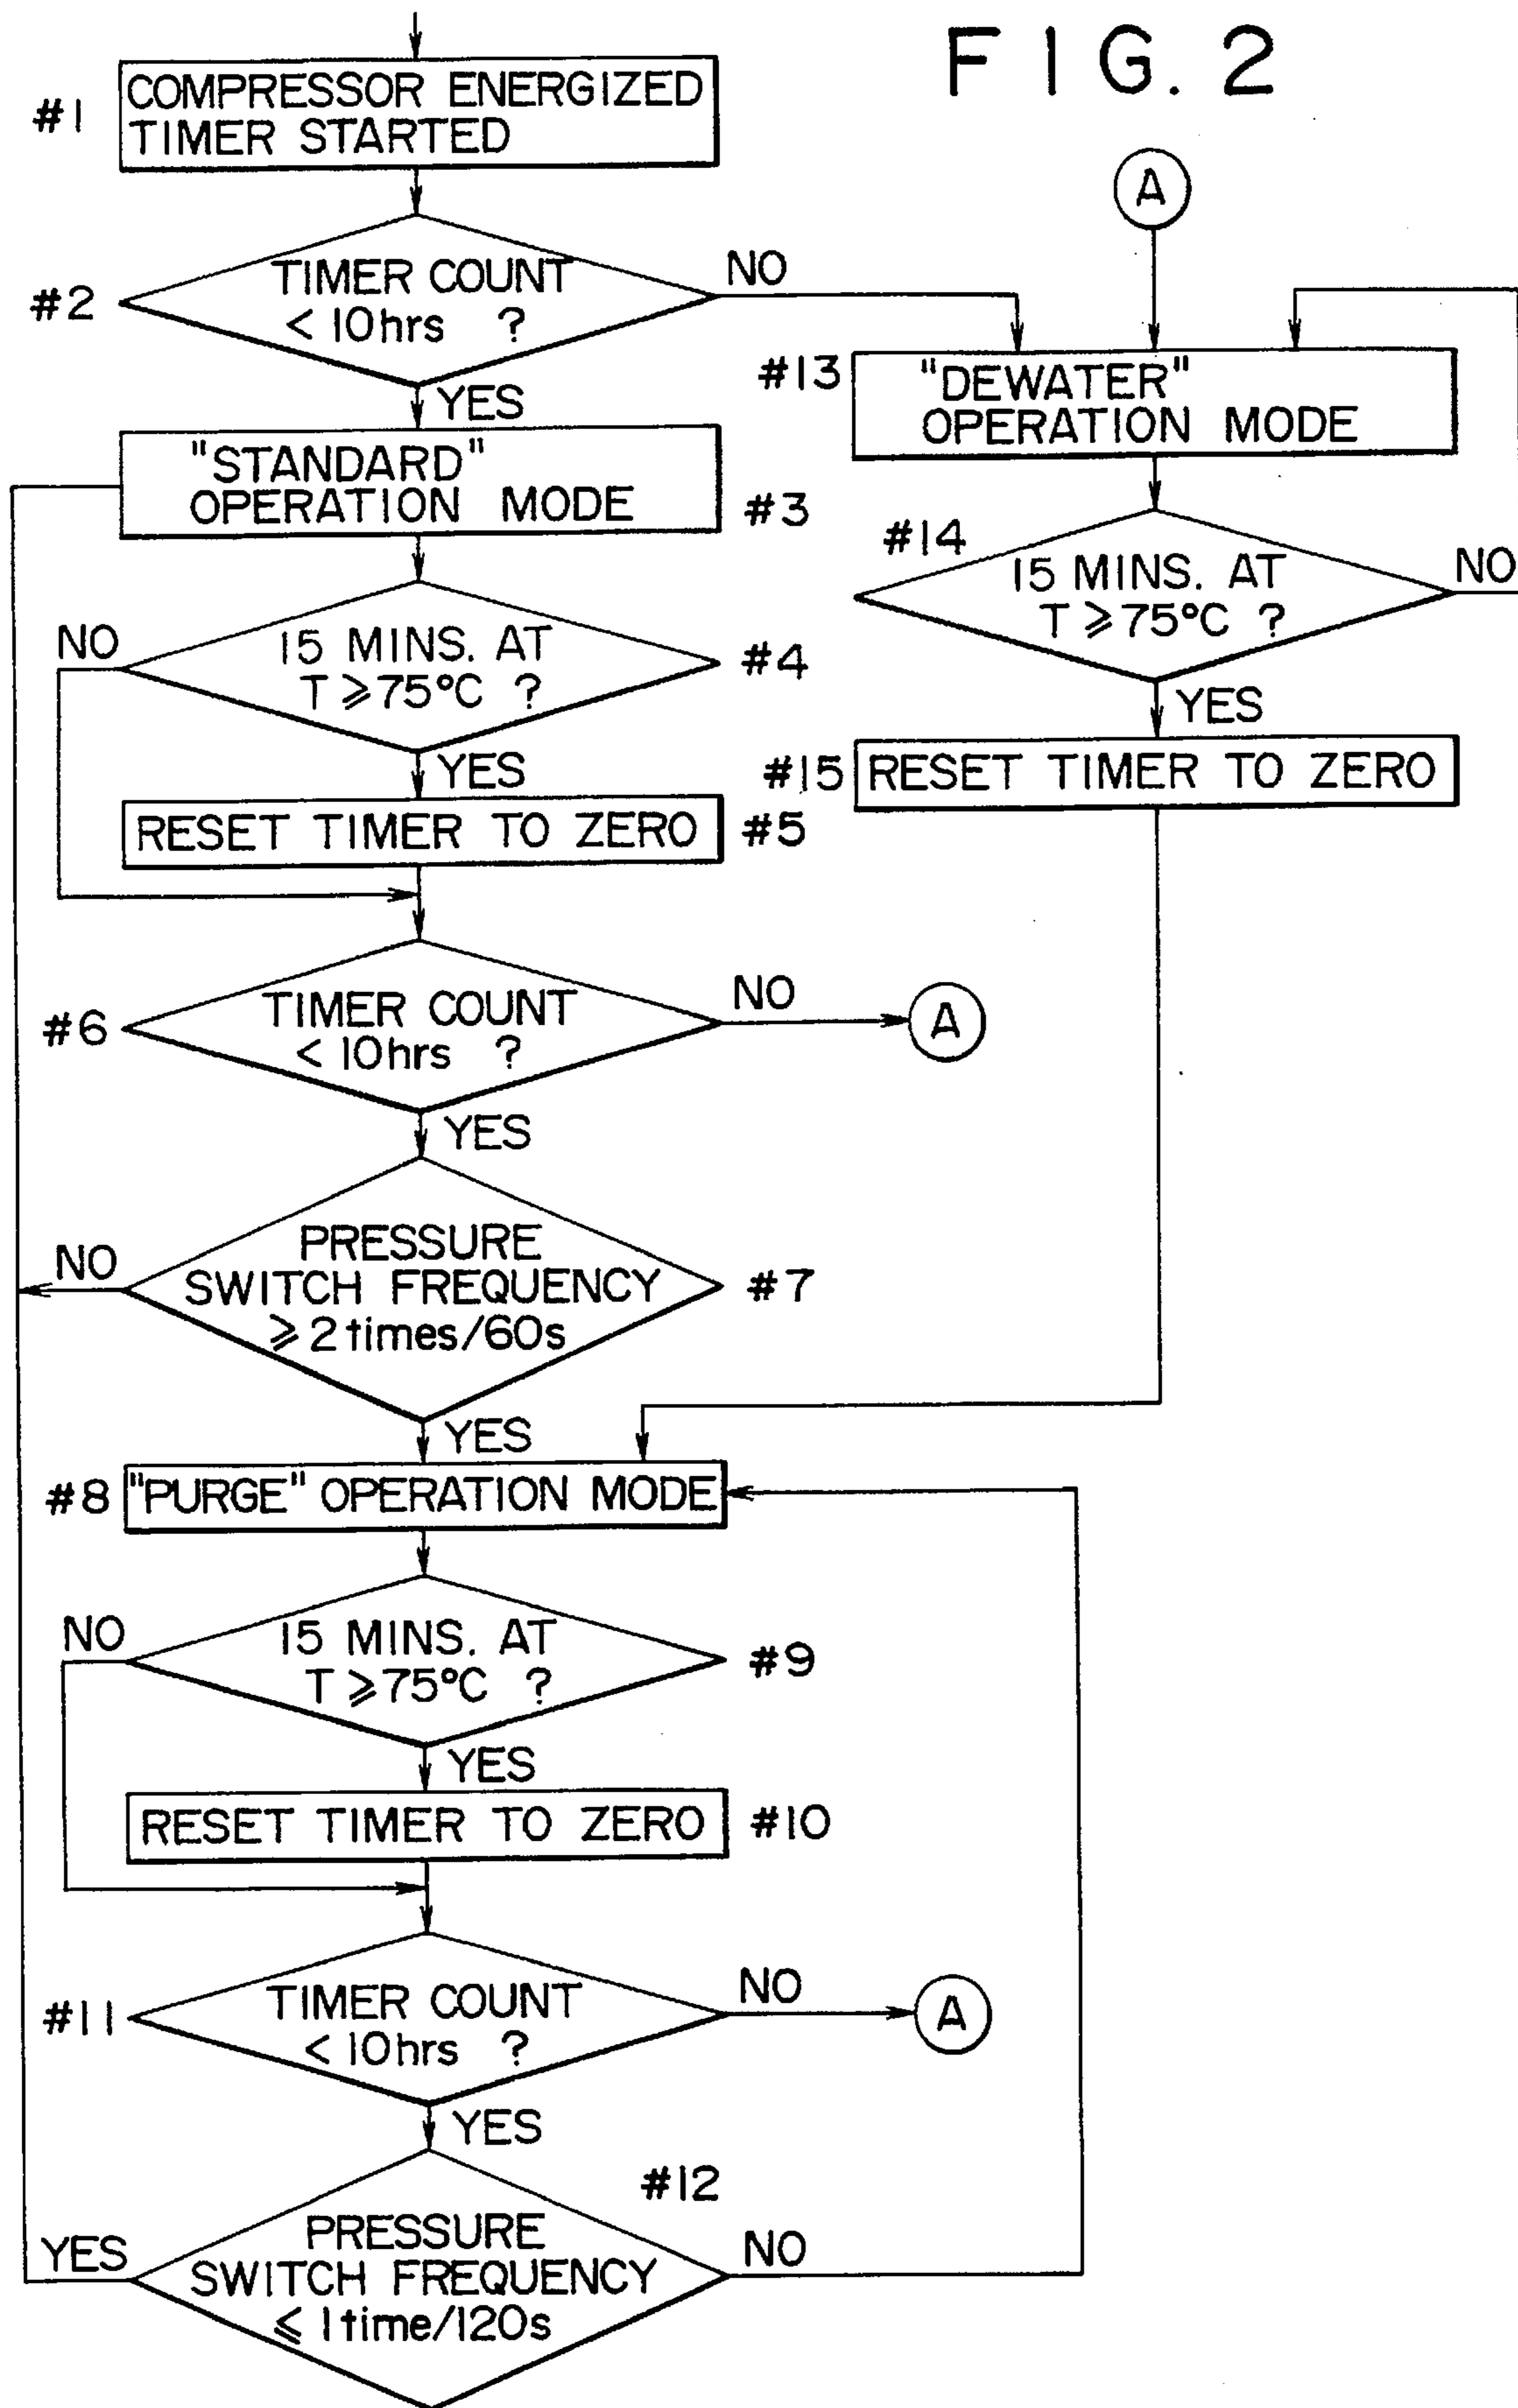 FIG. 2
#1
COMPRESSOR ENERGIZED
TIMER STARTED
#2
TIMER COUNT
< 10hrs ?
NO
YES
"STANDARD"
OPERATION MODE
#3
15 MINS. AT
T ⩾ 75°C ?
#4
NO
YES
RESET TIMER TO ZERO
#5
#6
TIMER COUNT
< 10hrs ?
NO
A
YES
PRESSURE
SWITCH FREQUENCY
⩾ 2 times/60s
#7
NO
YES
#8
"PURGE" OPERATION MODE
15 MINS. AT
T ⩾ 75°C ?
#9
NO
YES
RESET TIMER TO ZERO
#10
#11
TIMER COUNT
< 10hrs ?
NO
A
YES
#12
PRESSURE
SWITCH FREQUENCY
⩽ 1 time/120s
YES
NO
A
#13
"DEWATER"
OPERATION MODE
#14
15 MINS. AT
T ⩾ 75°C ?
NO
YES
#15
RESET TIMER TO ZERO